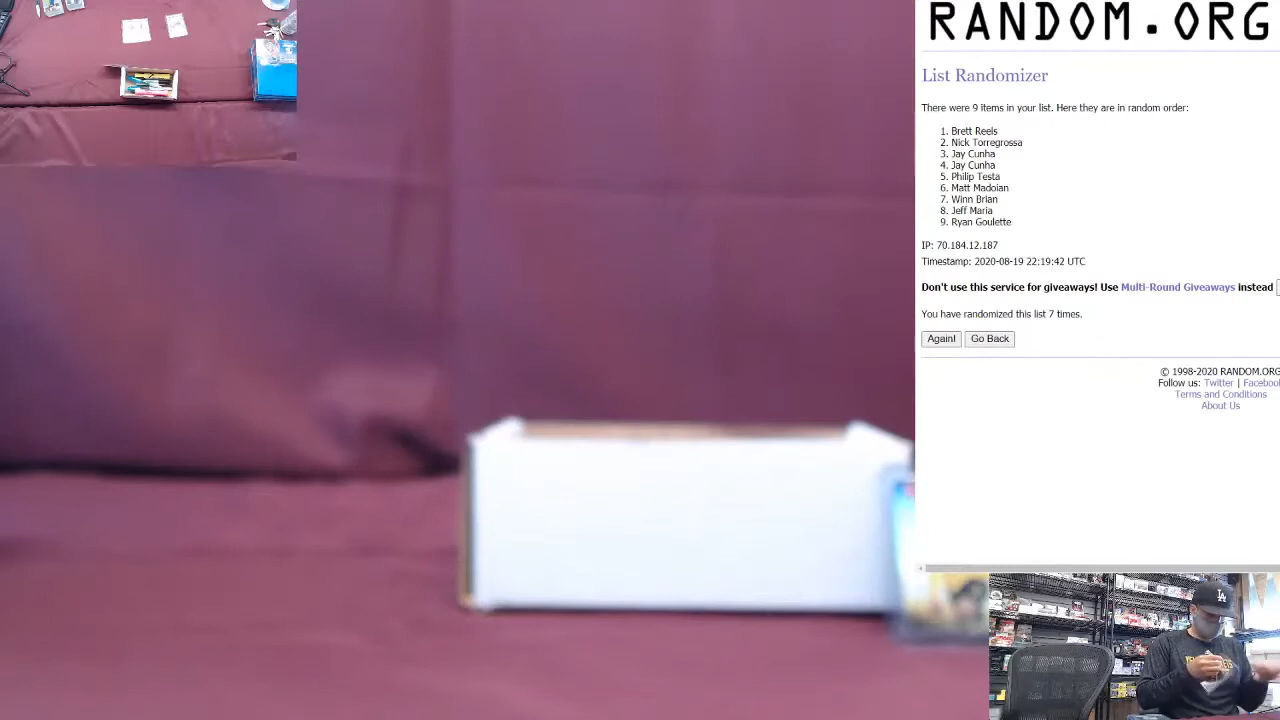 RANDOM.ORG
List Randomizer
There were 9 items in your list. Here they are in random order:
1. Brett Reels
2. Nick Torregrossa
3. Jay Cunha
4. Jay Cunha
5. Philip Testa
6. Matt Madoian
7. Winn Brian
8. Jeff Maria
9. Ryan Goulette
IP: 70.184.12.187
Timestamp: 2020-08-19 22:19:42 UTC
Don't use this service for giveaways! Use Multi-Round Giveaways instead
You have randomized this list 7 times.
Again! Go Back
© 1998-2020 RANDOM.ORG
Follow us: Twitter | Facebook
Terms and Conditions
About Us
LA